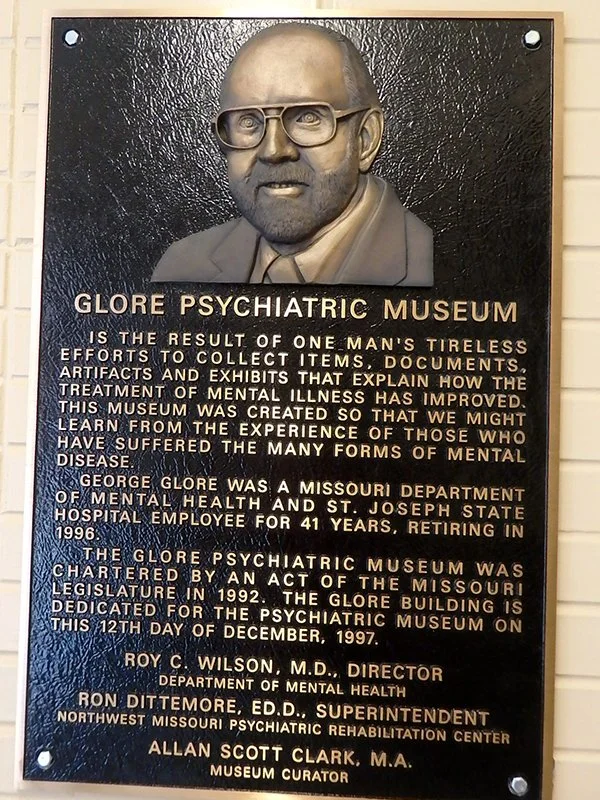 GLORE PSYCHIATRIC MUSEUM
IS THE RESULT OF ONE MAN'S TIRELESS
EFFORTS TO COLLECT ITEMS, DOCUMENTS,
ARTIFACTS AND EXHIBITS THAT EXPLAIN HOW THE
TREATMENT OF MENTAL ILLNESS HAS IMPROVED.
THIS MUSEUM WAS CREATED SO THAT WE MIGHT
LEARN FROM THE EXPERIENCE OF THOSE WHO
HAVE SUFFERED THE MANY FORMS OF MENTAL
DISEASE.
GEORGE GLORE WAS A MISSOURI DEPARTMENT
OF MENTAL HEALTH AND ST. JOSEPH STATE
HOSPITAL EMPLOYEE FOR 41 YEARS, RETIRING IN
1996.
THE GLORE PSYCHIATRIC MUSEUM WAS
CHARTERED BY AN ACT OF THE MISSOURI
LEGISLATURE IN 1992. THE GLORE BUILDING IS
DEDICATED FOR THE PSYCHIATRIC MUSEUM ON
THIS 12TH DAY OF DECEMBER, 1997.
ROY C. WILSON, M.D., DIRECTOR
DEPARTMENT OF MENTAL HEALTH
RON DITTEMORE, ED.D., SUPERINTENDENT
NORTHWEST MISSOURI PSYCHIATRIC REHABILITATION CENTER
ALLAN SCOTT CLARK, M.A.
MUSEUM CURATOR